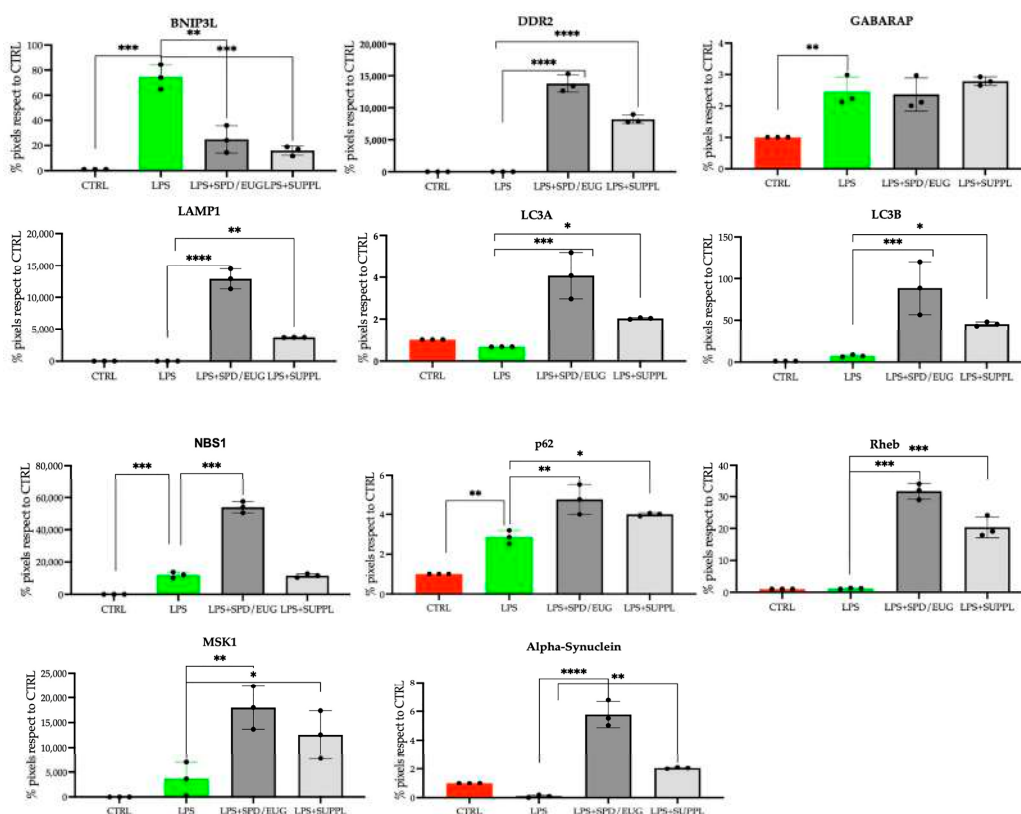 BNIP3L
% pixels respect to CTRL
100
80
60
40
20
0
*** ** ***
CTRL LPS LPS+SPD/EUG LPS+SUPPL
DDR2
% pixels respect to CTRL
20,000
15,000
10,000
5,000
0
****
****
CTRL LPS LPS+SPD/EUG LPS+SUPPL
GABARAP
% pixels respect to CTRL
4
3
2
1
0
**
CTRL LPS LPS+SPD/EUG LPS+SUPPL
LAMP1
% pixels respect to CTRL
20,000
15,000
10,000
5,000
0
**
****
CTRL LPS LPS+SPD/EUG LPS+SUPPL
LC3A
% pixels respect to CTRL
6
4
2
0
*
***
CTRL LPS LPS+SPD/EUG LPS+SUPPL
LC3B
% pixels respect to CTRL
150
100
50
0
*
***
CTRL LPS LPS+SPD/EUG LPS+SUPPL
NBS1
% pixels respect to CTRL
80,000
60,000
40,000
20,000
0
*** ***
CTRL LPS LPS+SPD/EUG LPS+SUPPL
p62
% pixels respect to CTRL
6
4
2
0
*
**
**
CTRL LPS LPS+SPD/EUG LPS+SUPPL
Rheb
% pixels respect to CTRL
40
30
20
10
0
***
***
CTRL LPS LPS+SPD/EUG LPS+SUPPL
MSK1
% pixels respect to CTRL
25,000
20,000
15,000
10,000
5,000
0
**
*
CTRL LPS LPS+SPD/EUG LPS+SUPPL
Alpha-Synuclein
% pixels respect to CTRL
8
6
4
2
0
**** **
CTRL LPS LPS+SPD/EUG LPS+SUPPL